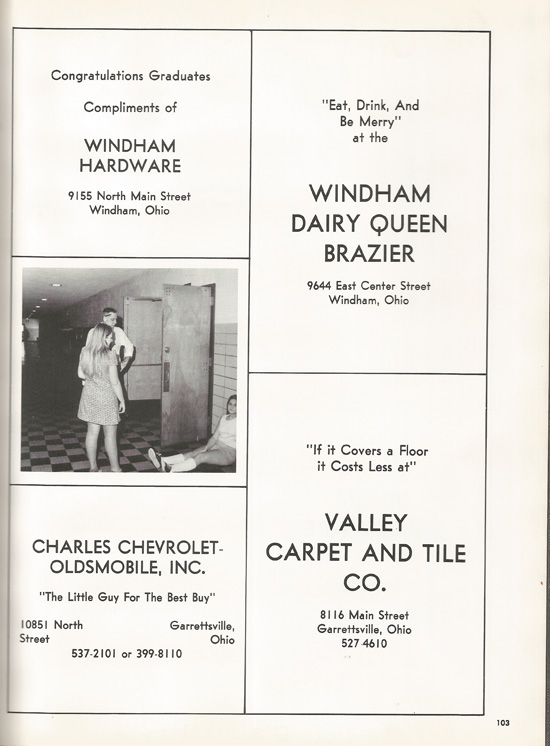 Congratulations Graduates
Compliments of
WINDHAM
HARDWARE
9155 North Main Street
Windham, Ohio
CHARLES CHEVROLET-
OLDSMOBILE, INC.
"The Little Guy For The Best Buy"
10851 North Garrettsville,
Street Ohio
537-2101 or 399-8110
"Eat, Drink, And
Be Merry"
at the
WINDHAM
DAIRY QUEEN
BRAZIER
9644 East Center Street
Windham, Ohio
"If it Covers a Floor
it Costs Less at"
VALLEY
CARPET AND TILE
CO.
8116 Main Street
Garrettsville, Ohio
527-4610
103